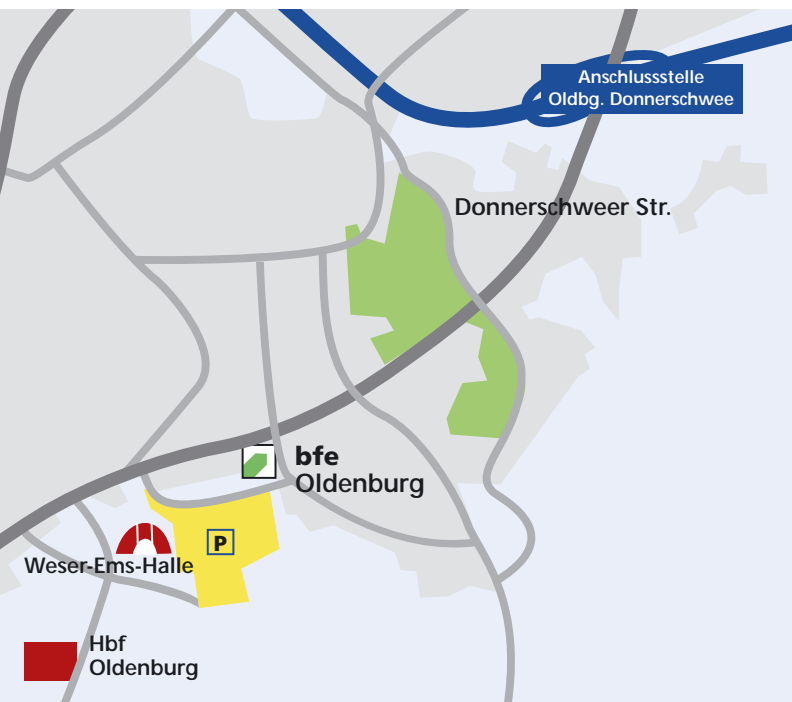 Anschlussstelle
Oldbg. Donnerschwee
Donnerschweer Str.
bfe
Oldenburg
P
Weser-Ems-Halle
Hbf
Oldenburg